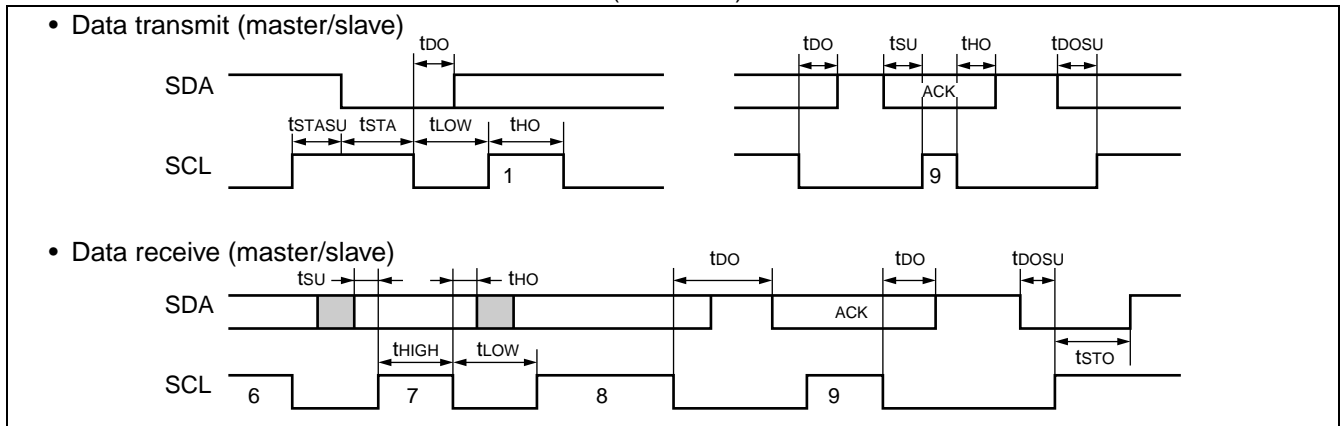 • Data transmit (master/slave)
tDO tDO tSU tHO tDOSU
SDA ACK
tSTASU tSTA tLOW tHO
SCL 1 9
• Data receive (master/slave)
tSU tHO tDO tDO tDOSU
SDA ACK
tHIGH tLOW tSTO
SCL 6 7 8 9